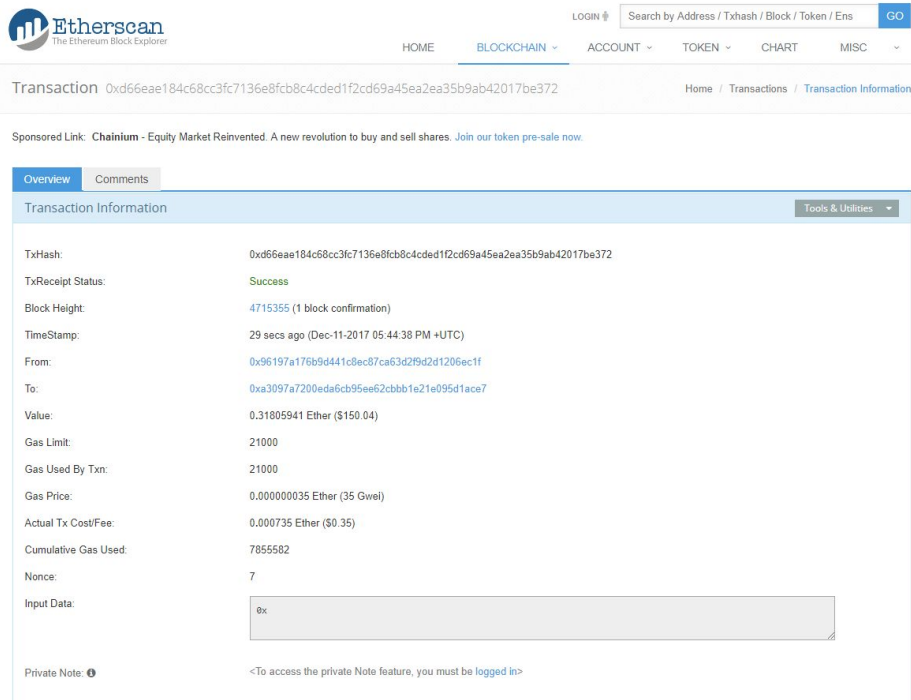 Etherscan
The Ethereum Block Explorer
LOGIN
Search by Address / Txhash / Block / Token / Ens
GO
HOME BLOCKCHAIN ACCOUNT TOKEN CHART MISC
Transaction 0xd66eae184c68cc3fc7136e8fcb8c4cded1f2cd69a45ea2ea35b9ab42017be372
Home / Transactions / Transaction Information
Sponsored Link: Chainium - Equity Market Reinvented. A new revolution to buy and sell shares. Join our token pre-sale now.
Overview Comments
Transaction Information
Tools & Utilities
TxHash: 0xd66eae184c68cc3fc7136e8fcb8c4cded1f2cd69a45ea2ea35b9ab42017be372
TxReceipt Status: Success
Block Height: 4715355 (1 block confirmation)
TimeStamp: 29 secs ago (Dec-11-2017 05:44:38 PM +UTC)
From: 0x96197a176b9d441c8ec87ca63d2f9d2d1206ec1f
To: 0xa3097a7200eda6cb95ee62cbbb1e21e095d1ace7
Value: 0.31805941 Ether ($150.04)
Gas Limit: 21000
Gas Used By Txn: 21000
Gas Price: 0.000000035 Ether (35 Gwei)
Actual Tx Cost/Fee: 0.000735 Ether ($0.35)
Cumulative Gas Used: 7855582
Nonce: 7
Input Data: 0x
Private Note: <To access the private Note feature, you must be logged in>